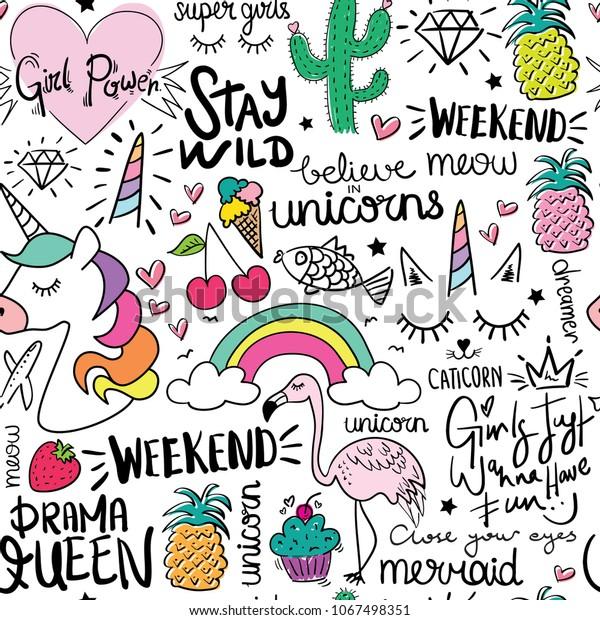 super girls
Girl Power
STAY
WILD
WEEKEND
believe
IN
unicorns
meow
dreamer
CATICORN
unicorn
Girls Just
Wanna Have
Fun
WEEKEND
meow
DRAMA
QUEEN
unicorn
Close your eyes
mermaid
shutterstock
shutterstock.com · 1067498351